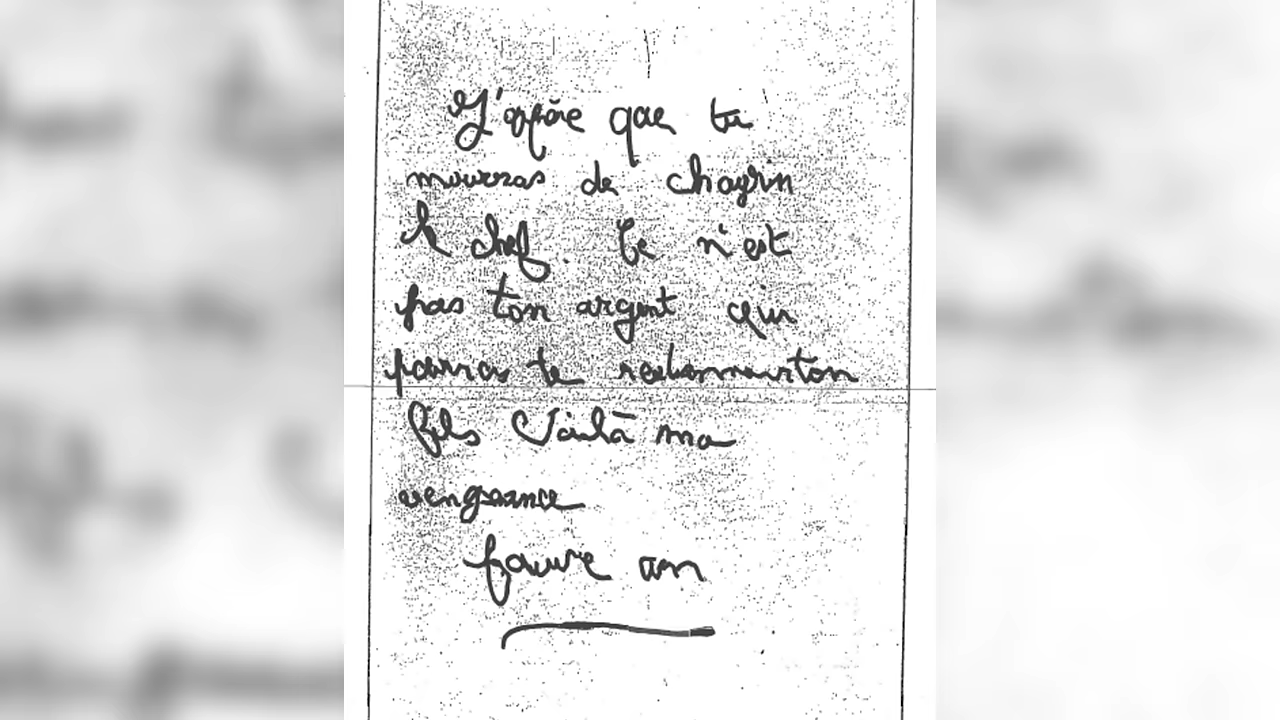 J'espère que tu
mourras de chagrin
le chef. Ce n'est
pas ton argent qui
pourra te redonner ton
fils Voilà ma
vengeance
pauvre con